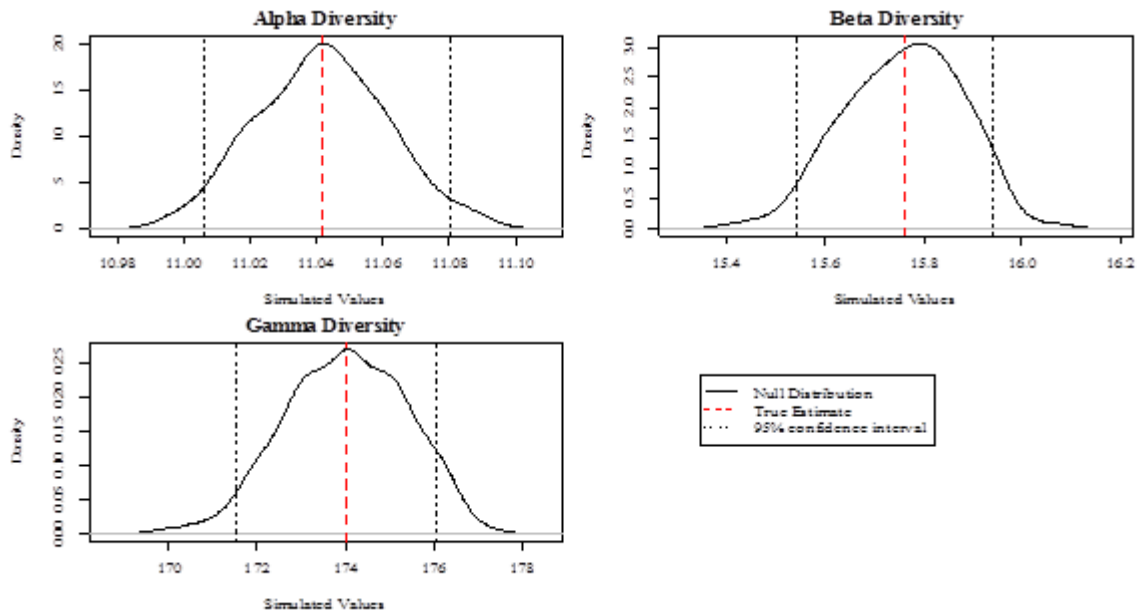 Alpha Diversity
Density
0
5
10
15
20
10.98
11.00
11.02
11.04
11.06
11.08
11.10
Simulated Values
Beta Diversity
Density
0.0
0.5
1.0
1.5
2.0
2.5
3.0
15.4
15.6
15.8
16.0
16.2
Simulated Values
Gamma Diversity
Density
0.00
0.05
0.10
0.15
0.20
0.25
170
172
174
176
178
Simulated Values
Null Distribution
True Estimate
95% confidence interval